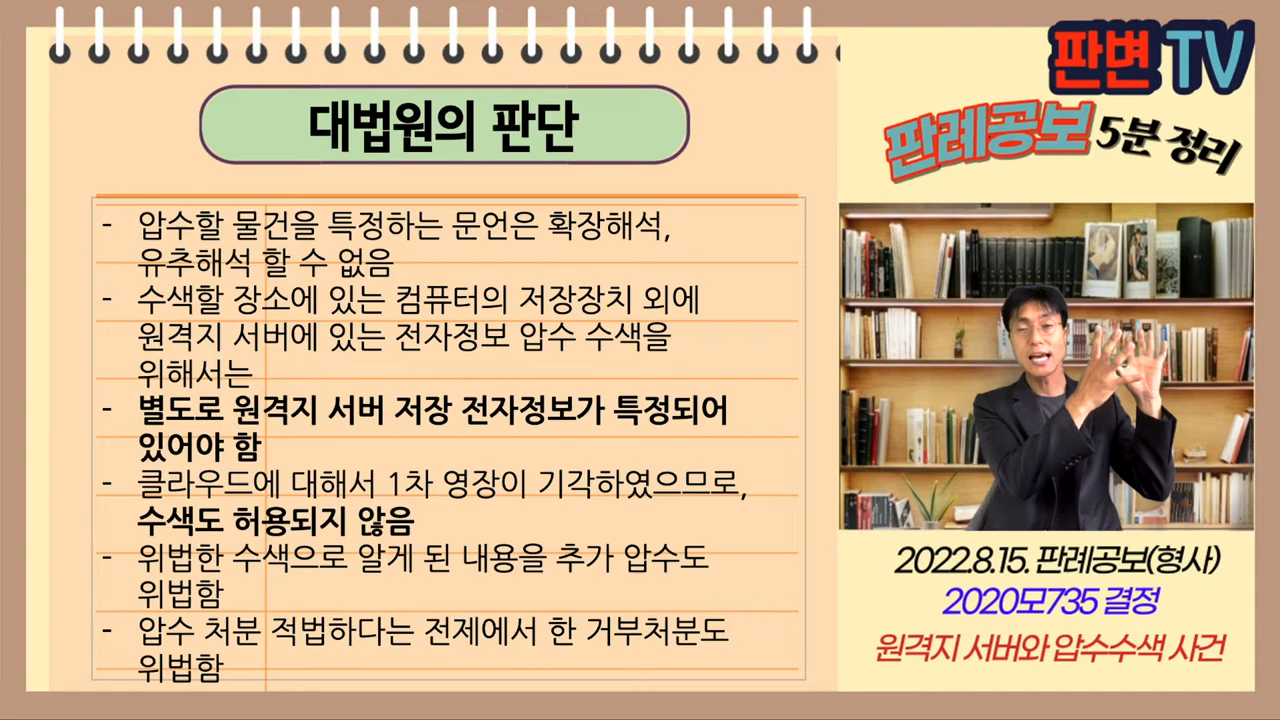 대법원의 판단
- 압수할 물건을 특정하는 문언은 확장해석,
유추해석 할 수 없음
- 수색할 장소에 있는 컴퓨터의 저장장치 외에
원격지 서버에 있는 전자정보 압수 수색을
위해서는
- 별도로 원격지 서버 저장 전자정보가 특정되어
있어야 함
- 클라우드에 대해서 1차 영장이 기각하였으므로,
수색도 허용되지 않음
- 위법한 수색으로 알게 된 내용을 추가 압수도
위법함
- 압수 처분 적법하다는 전제에서 한 거부처분도
위법함
판변 TV
판례공보 5분 정리
2022.8.15. 판례공보(형사)
2020모735 결정
원격지 서버와 압수수색 사건